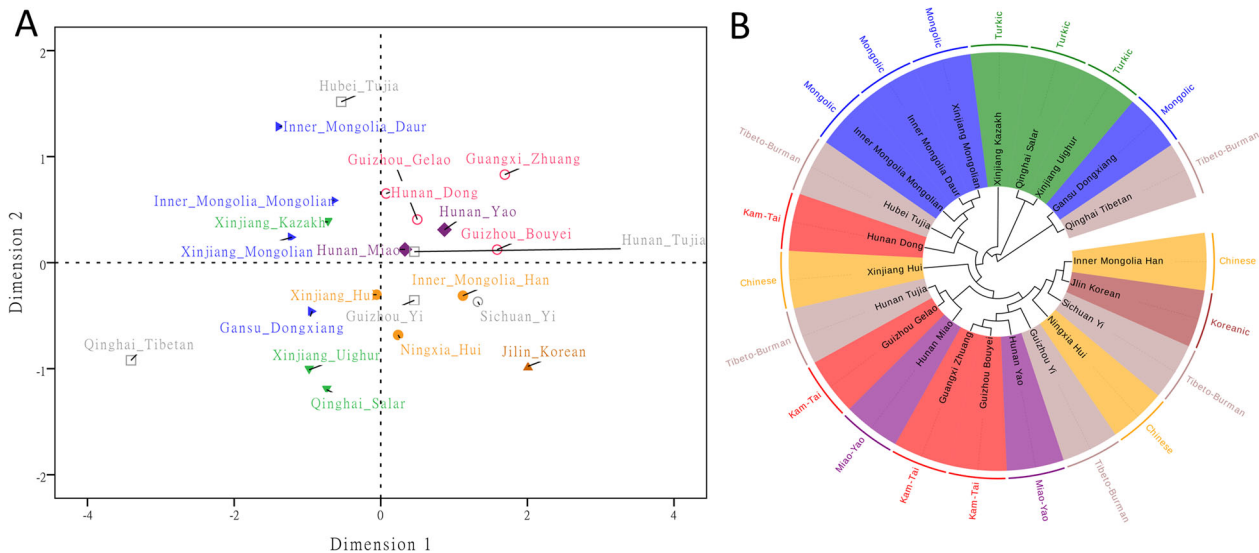 A
2
1
0
-1
-2
-4
-2
0
2
4
Dimension 2
Dimension 1
Hubei_Tujia
Inner_Mongolia_Daur
Guizhou_Gelao
Guangxi_Zhuang
Hunan_Dong
Inner_Mongolia_Mongolian
Hunan_Yao
Xinjiang_Kazakh
Guizhou_Bouyei
Xinjiang_Mongolian
Hunan_Miao
Hunan_Tujia
Inner_Mongolia_Han
Xinjiang_Hui
Guizhou_Yi
Sichuan_Yi
Gansu_Dongxiang
Ningxia_Hui
Qinghai_Tibetan
Xinjiang_Uighur
Jilin_Korean
Qinghai_Salar
B
Turkic
Turkic
Mongolic
Tibeto-Burman
Chinese
Koreanic
Tibeto-Burman
Chinese
Tibeto-Burman
Miao-Yao
Kam-Tai
Kam-Tai
Miao-Yao
Kam-Tai
Tibeto-Burman
Chinese
Kam-Tai
Tibeto-Burman
Mongolic
Mongolic
Mongolic
Xinjiang Kazakh
Qinghai Salar
Xinjiang Uighur
Gansu Dongxiang
Qinghai Tibetan
Inner Mongolia Han
Jlin Korean
Sichuan Yi
Ningxia Hui
Guizhou Yi
Hunan Yao
Guizhou Bouyei
Guangxi Zhuang
Hunan Miao
Guizhou Gelao
Hunan Tujia
Xinjiang Hui
Hunan Dong
Hubei Tujia
Inner Mongolia Mongolian
Inner Mongolia Daur
Xinjiang Mongolian